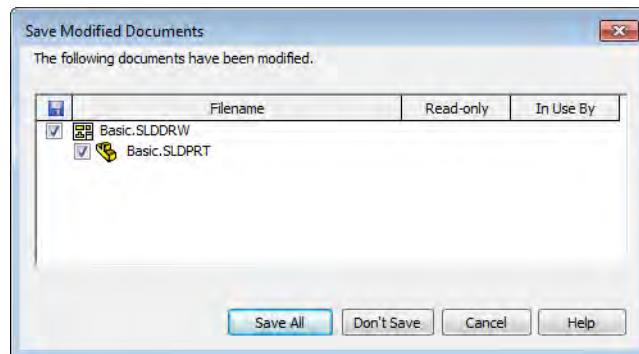 Save Modified Documents
The following documents have been modified.
Filename Read-only In Use By
Basic.SLDDRW
Basic.SLDPRT
Save All Don't Save Cancel Help